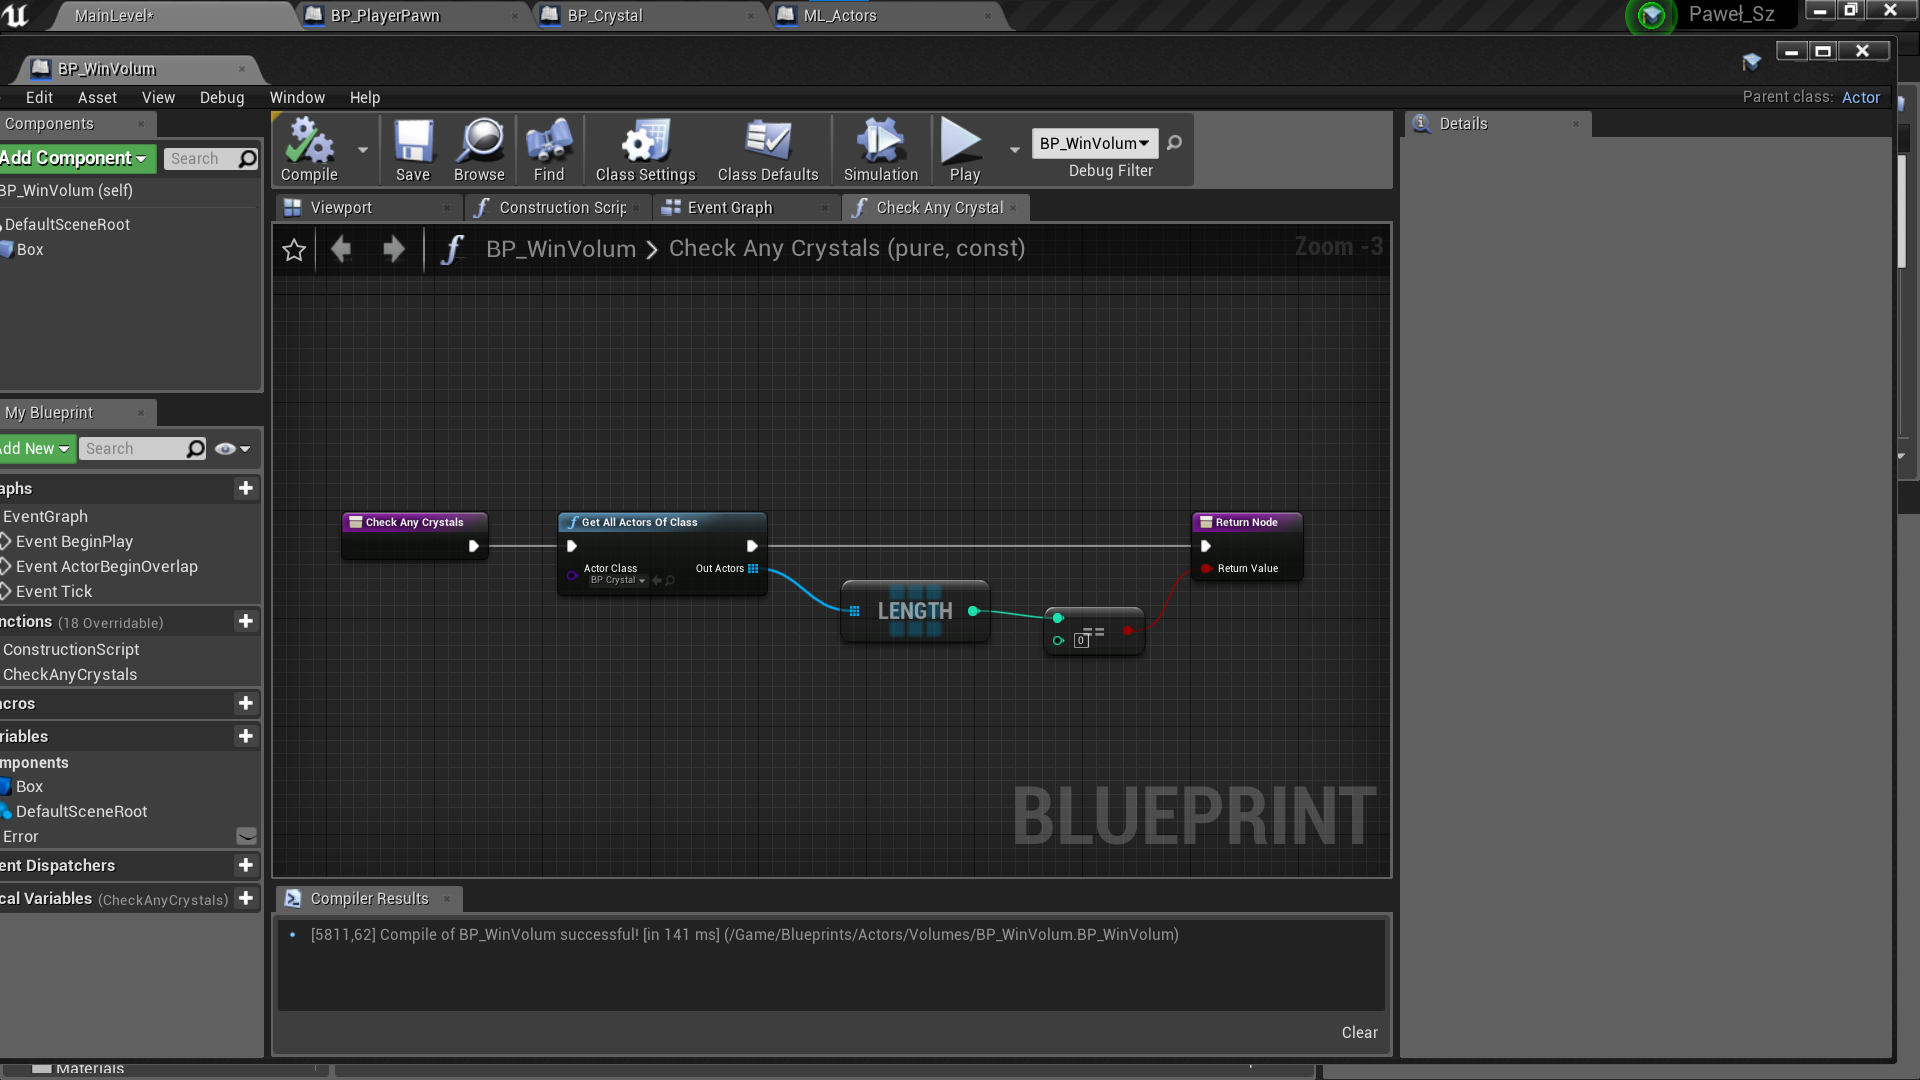 MainLevel*
BP_PlayerPawn
BP_Crystal
ML_Actors
Paweł_Sz
BP_WinVolum
Edit Asset View Debug Window Help
Parent class: Actor
Components
Add Component
Search
BP_WinVolum (self)
DefaultSceneRoot
Box
Compile
Save
Browse
Find
Class Settings
Class Defaults
Simulation
Play
BP_WinVolum
Debug Filter
Details
Viewport
Construction Scrip
Event Graph
Check Any Crystal
BP_WinVolum > Check Any Crystals (pure, const)
Zoom -3
Check Any Crystals
Get All Actors Of Class
Actor Class
BP Crystal
Out Actors
LENGTH
==
0
Return Node
Return Value
BLUEPRINT
My Blueprint
Add New
Search
aphs
EventGraph
Event BeginPlay
Event ActorBeginOverlap
Event Tick
nctions (18 Overridable)
ConstructionScript
CheckAnyCrystals
acros
riables
mponents
Box
DefaultSceneRoot
Error
ent Dispatchers
cal Variables (CheckAnyCrystals)
Compiler Results
[5811,62] Compile of BP_WinVolum successful! [in 141 ms] (/Game/Blueprints/Actors/Volumes/BP_WinVolum.BP_WinVolum)
Clear
Materials